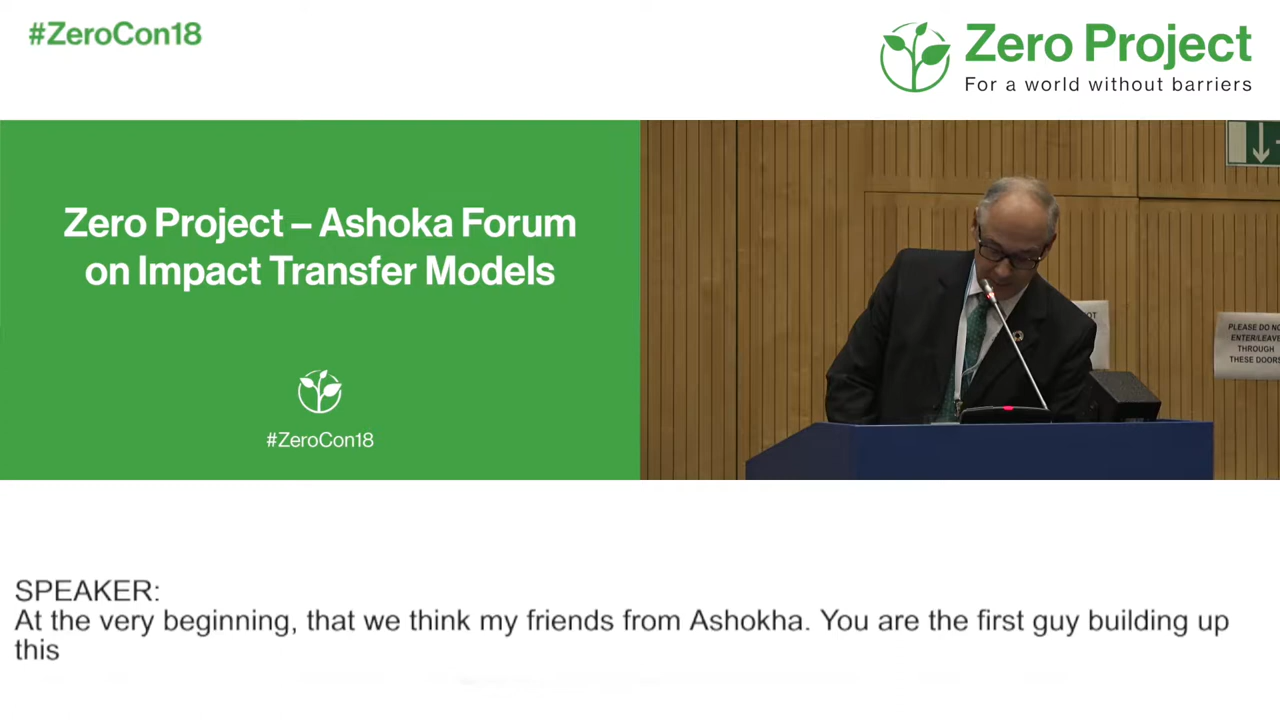 #ZeroCon18
Zero Project
For a world without barriers
Zero Project – Ashoka Forum
on Impact Transfer Models
#ZeroCon18
OT
PLEASE DO NO
ENTER/LEAVE
THROUGH
THESE DOORS
SPEAKER:
At the very beginning, that we think my friends from Ashokha. You are the first guy building up
this